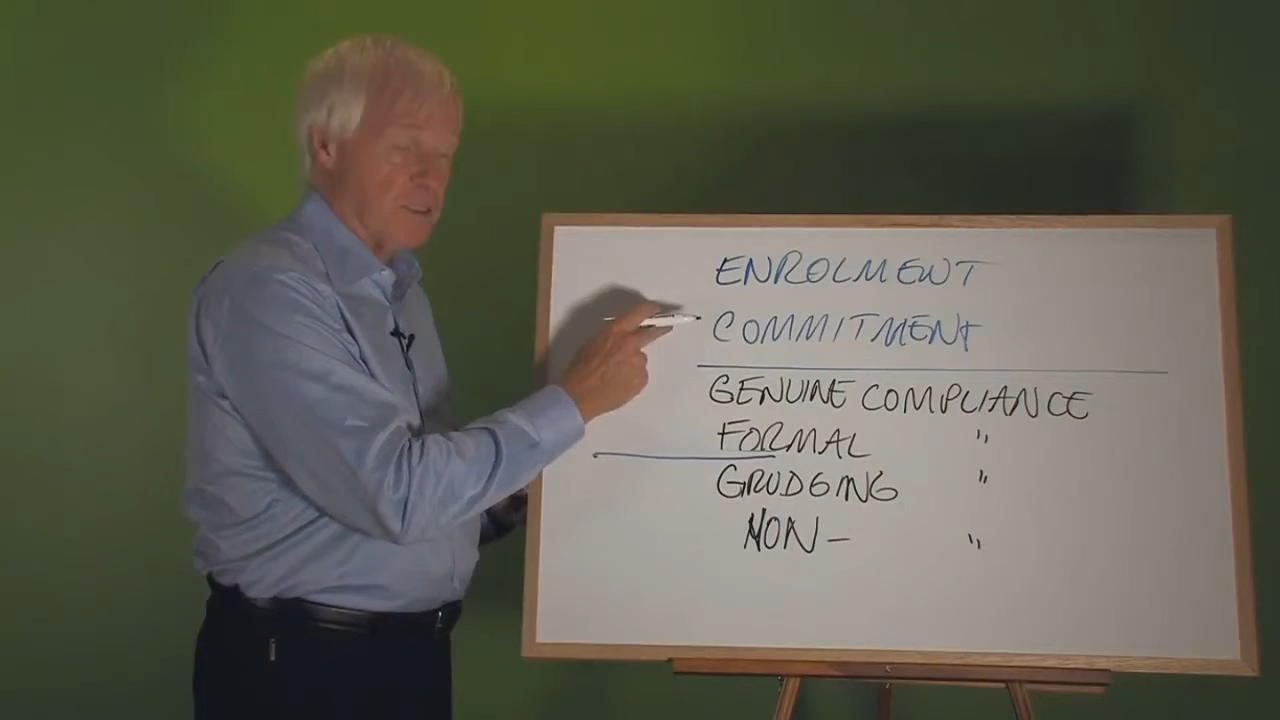 ENROLMENT
COMMITMENT
GENUINE COMPLIANCE
FORMAL "
GRUDGING "
NON- "